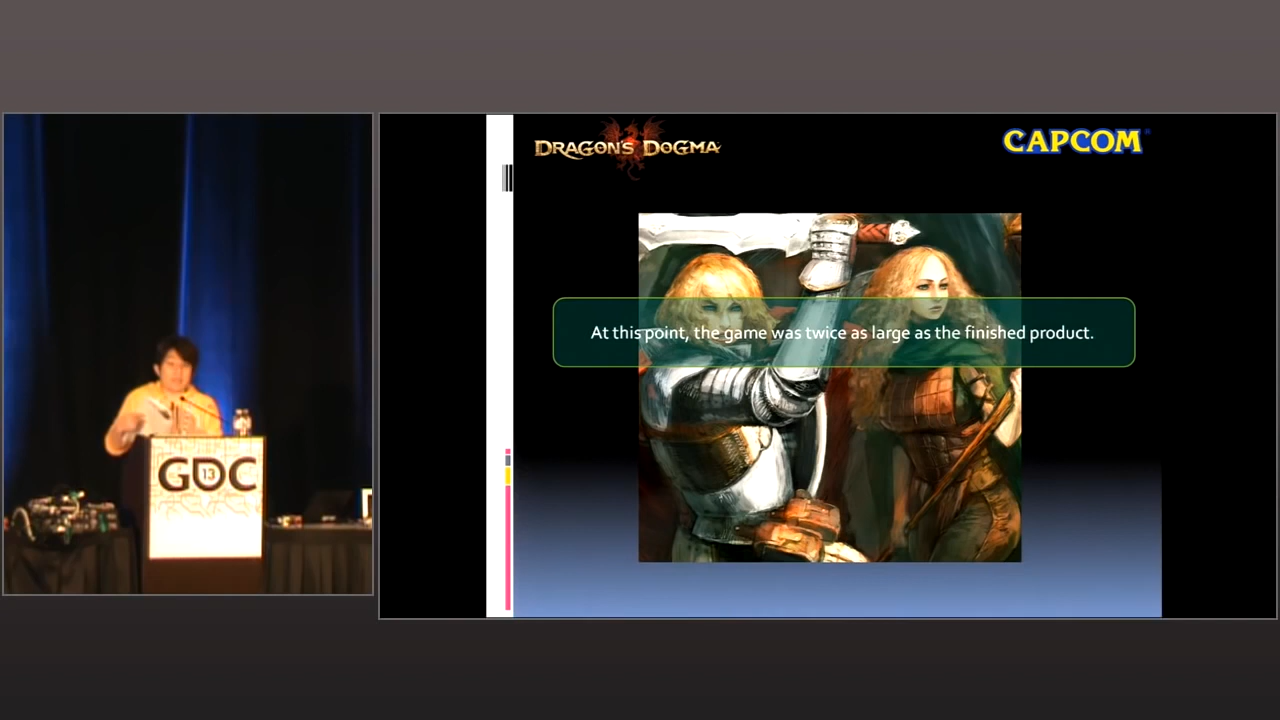 GDC
13
DRAGON'S DOGMA
CAPCOM
At this point, the game was twice as large as the finished product.